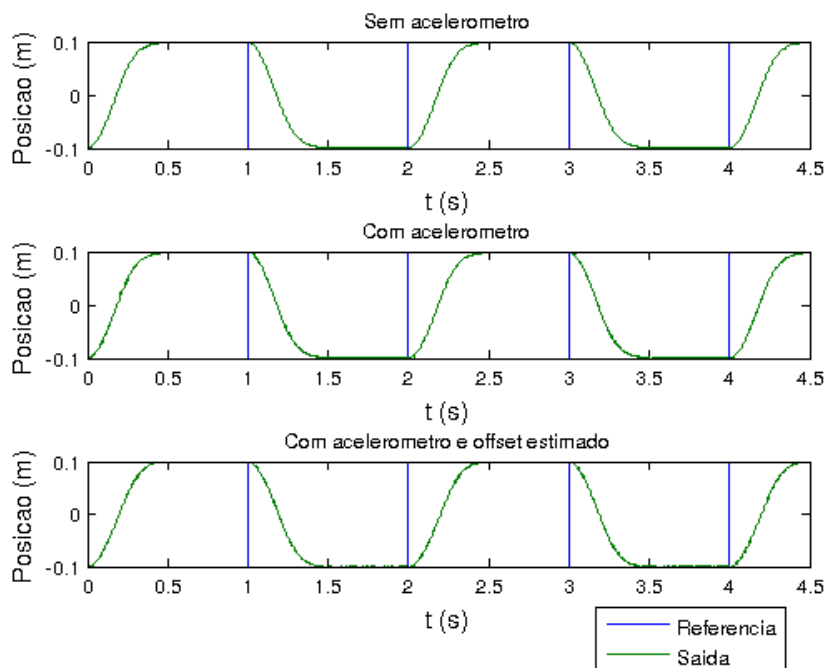 Sem acelerometro
Posicao (m)
0.1
0
-0.1
0 0.5 1 1.5 2 2.5 3 3.5 4 4.5
t (s)
Com acelerometro
Posicao (m)
0.1
0
-0.1
0 0.5 1 1.5 2 2.5 3 3.5 4 4.5
t (s)
Com acelerometro e offset estimado
Posicao (m)
0.1
0
-0.1
0 0.5 1 1.5 2 2.5 3 3.5 4 4.5
t (s)
Referencia
Saida